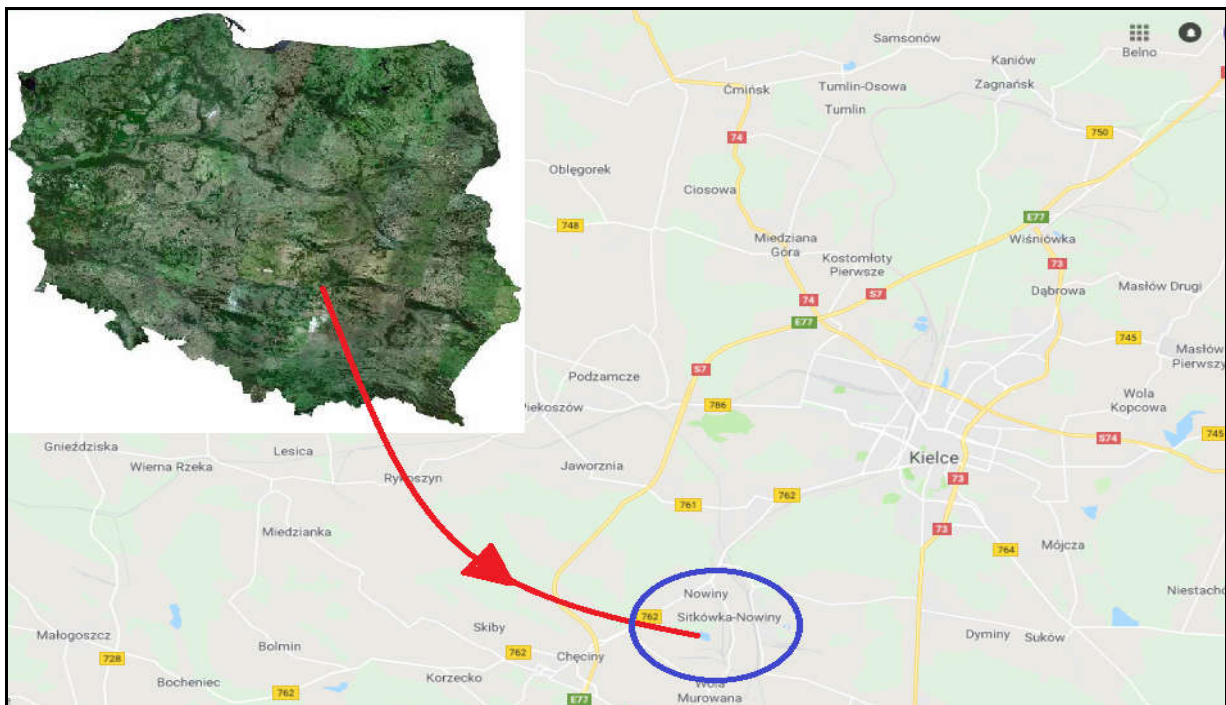 Samsonów
Belno
Kaniów
Ćmińsk
Tumlin-Osowa
Zagnańsk
Tumlin
74
750
Oblęgorek
Ciosowa
E77
748
Miedziana
Góra
Wiśniówka
Kostomłoty
Pierwsze
73
Dąbrowa
Masłów Drugi
S7
74
E77
745
Masłów
Pierwszy
S7
Podzamcze
Wola
Kopcowa
Piekoszów
786
S74
745
Gnieździska
Lesica
Wierna Rzeka
Jaworznia
Kielce
Rykoszyn
73
762
761
Miedzianka
73
764
Mójcza
Nowiny
Niestacho
762
Sitkówka-Nowiny
Małogoszcz
Skiby
Dyminy
Suków
Bolmin
762
Chęciny
728
Korzecko
Bocheniec
762
E77
Wola
Murowana